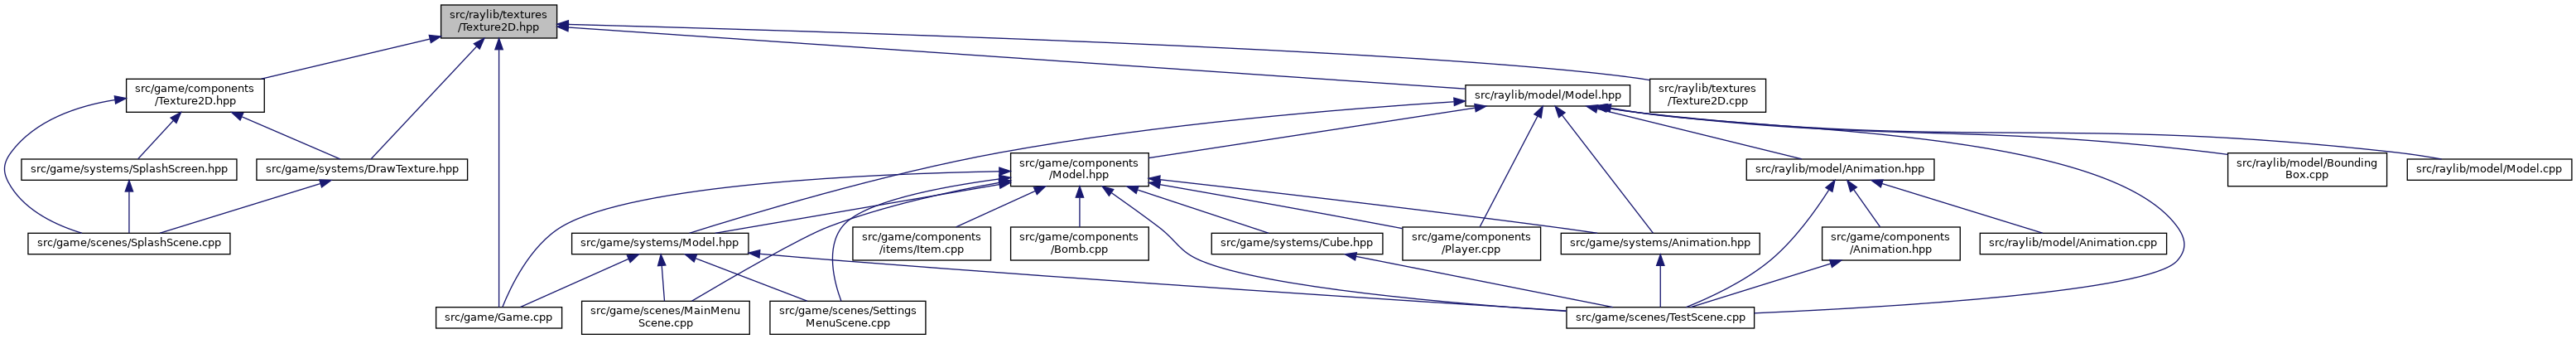 src/raylib/textures
/Texture2D.hpp
src/game/components
/Texture2D.hpp
src/raylib/model/Model.hpp
src/raylib/textures
/Texture2D.cpp
src/game/systems/SplashScreen.hpp
src/game/systems/DrawTexture.hpp
src/game/components
/Model.hpp
src/raylib/model/Animation.hpp
src/raylib/model/Bounding
Box.cpp
src/raylib/model/Model.cpp
src/game/scenes/SplashScene.cpp
src/game/systems/Model.hpp
src/game/components
/items/Item.cpp
src/game/components
/Bomb.cpp
src/game/systems/Cube.hpp
src/game/components
/Player.cpp
src/game/systems/Animation.hpp
src/game/components
/Animation.hpp
src/raylib/model/Animation.cpp
src/game/Game.cpp
src/game/scenes/MainMenu
Scene.cpp
src/game/scenes/Settings
MenuScene.cpp
src/game/scenes/TestScene.cpp